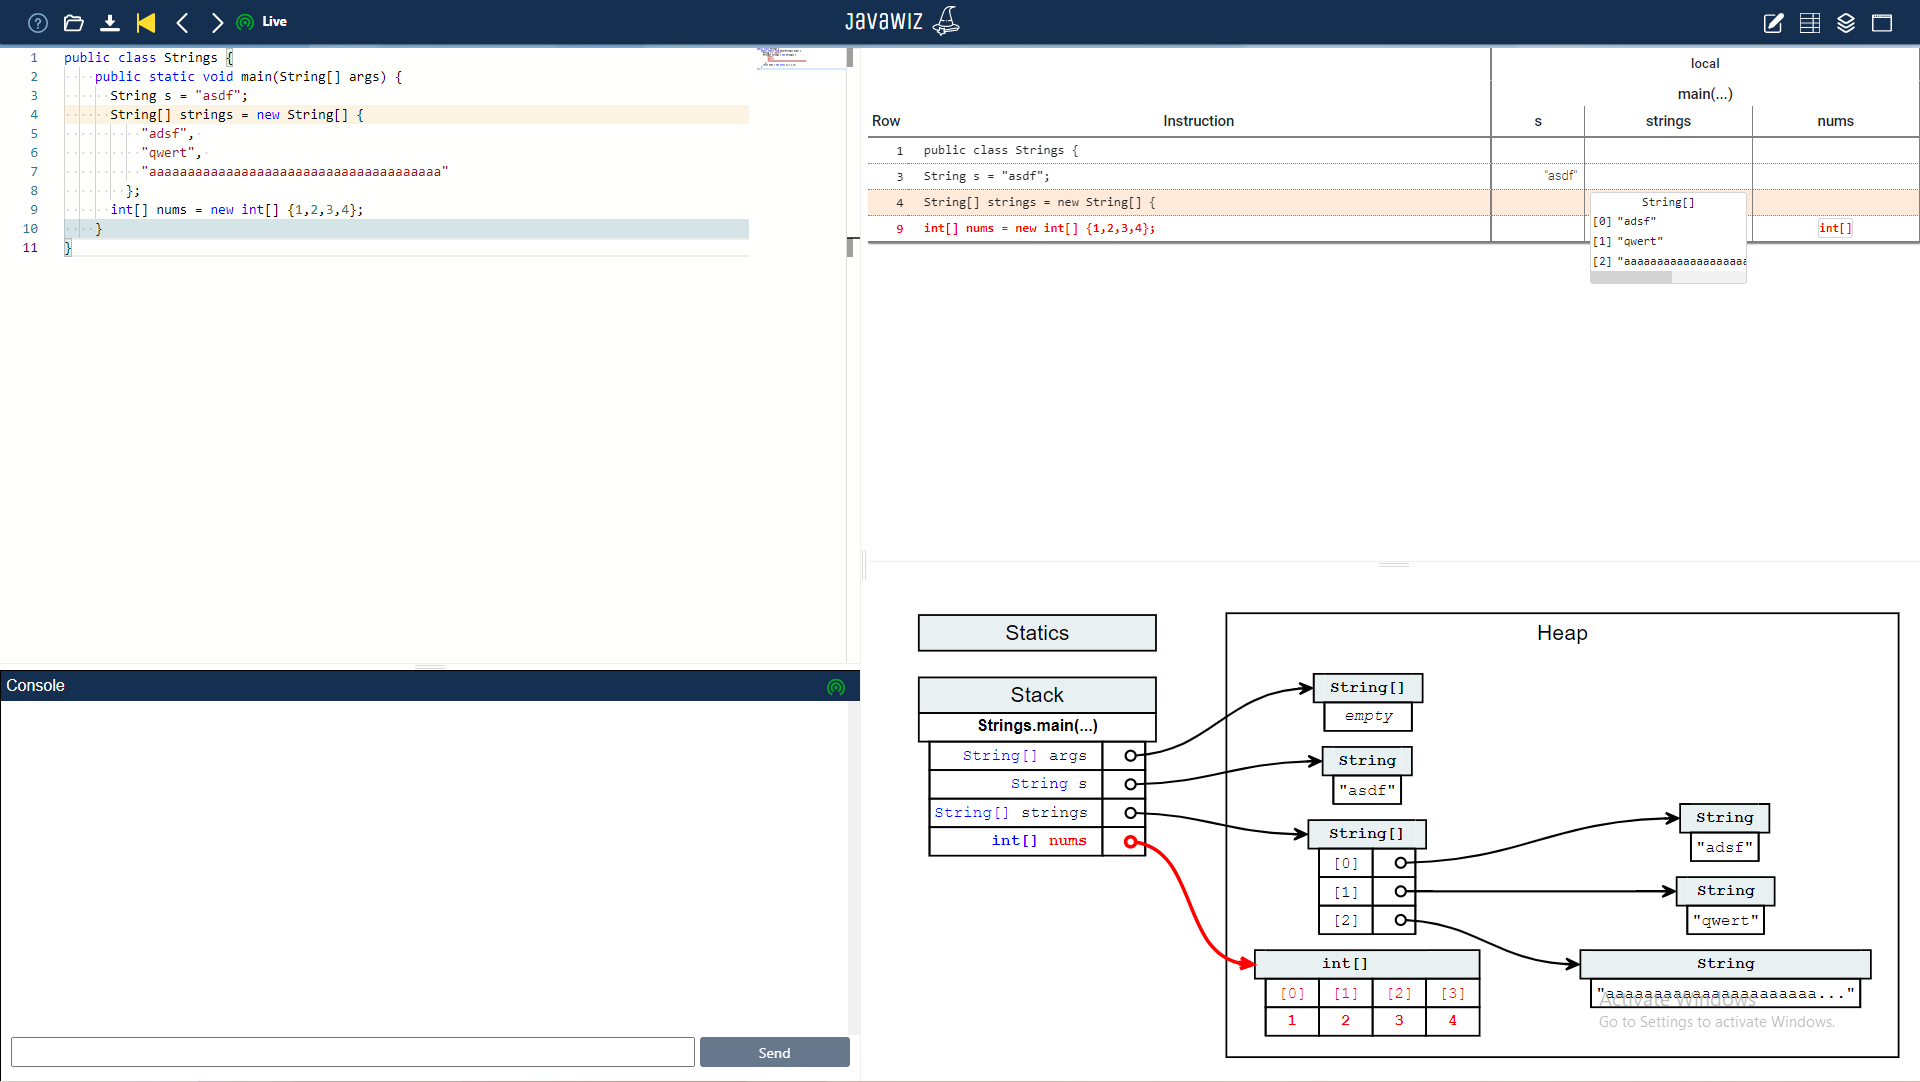 Live
JavaWIZ
1 public class Strings {
2 public static void main(String[] args) {
3 String s = "asdf";
4 String[] strings = new String[] {
5 "adsf",
6 "qwert",
7 "aaaaaaaaaaaaaaaaaaaaaaaaaaaaaaaaaaaaaa"
8 };
9 int[] nums = new int[] {1,2,3,4};
10 }
11 }
local
main(...)
Row Instruction s strings nums
1 public class Strings {
3 String s = "asdf"; "asdf"
4 String[] strings = new String[] {
9 int[] nums = new int[] {1,2,3,4}; int[]
String[]
[0] "adsf"
[1] "qwert"
[2] "aaaaaaaaaaaaaaaaaaa
Console
Send
Statics
Stack
Strings.main(...)
String[] args
String s
String[] strings
int[] nums
Heap
String[]
empty
String
"asdf"
String[]
[0]
[1]
[2]
String
"adsf"
String
"qwert"
String
"aaaaaaaaaaaaaaaaaaaaaa..."
int[]
[0] [1] [2] [3]
1 2 3 4
Activate Windows
Go to Settings to activate Windows.